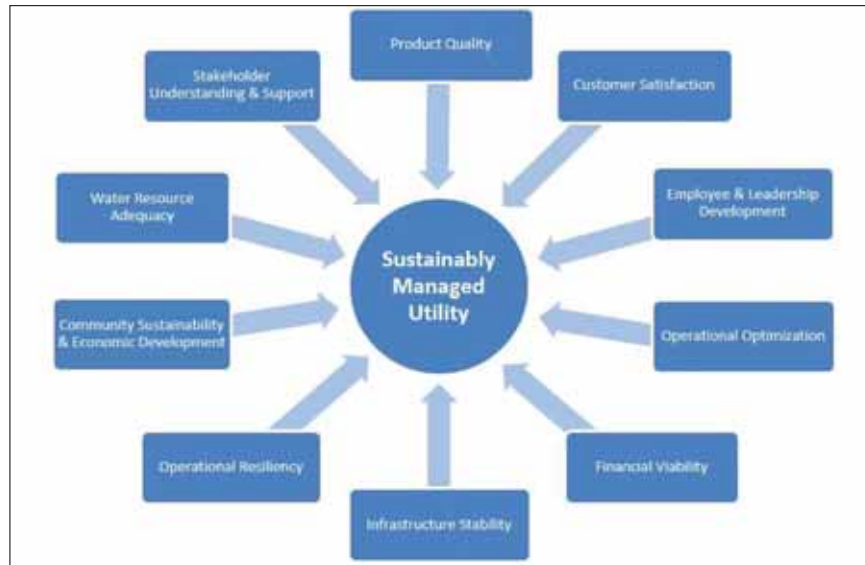 Product Quality
Stakeholder
Understanding & Support
Customer Satisfaction
Water Resource
Adequacy
Employee & Leadership
Development
Sustainably
Managed
Utility
Community Sustainability
& Economic Development
Operational Optimization
Operational Resiliency
Financial Viability
Infrastructure Stability